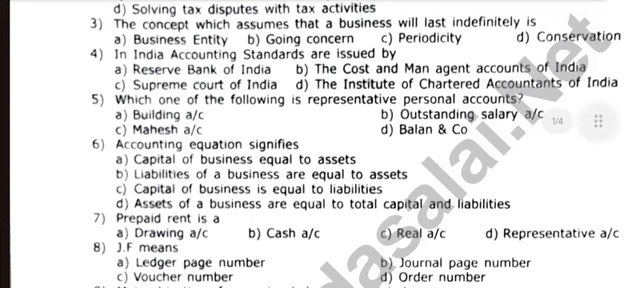 d) Solving tax disputes with tax activities
3) The concept which assumes that a business will last indefinitely is
a) Business Entity b) Going concern c) Periodicity d) Conservation
4) In India Accounting Standards are issued by
a) Reserve Bank of India b) The Cost and Man agent accounts of India
c) Supreme court of India d) The Institute of Chartered Accountants of India
5) Which one of the following is representative personal accounts?
a) Building a/c b) Outstanding salary a/c
c) Mahesh a/c d) Balan & Co
1/4
6) Accounting equation signifies
a) Capital of business equal to assets
b) Liabilities of a business are equal to assets
c) Capital of business is equal to liabilities
d) Assets of a business are equal to total capital and liabilities
7) Prepaid rent is a
a) Drawing a/c b) Cash a/c c) Real a/c d) Representative a/c
8) J.F means
a) Ledger page number b) Journal page number
c) Voucher number d) Order number
dasalai.Net